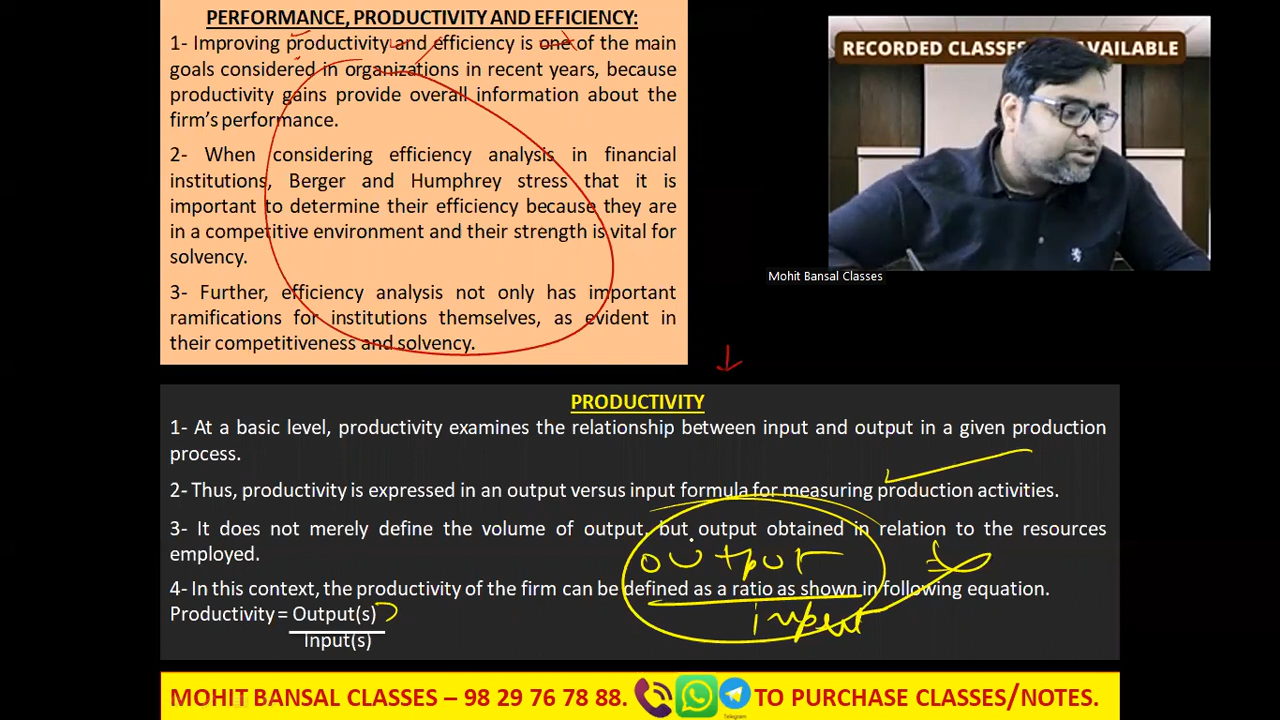 PERFORMANCE, PRODUCTIVITY AND EFFICIENCY:
1- Improving productivity and efficiency is one of the main
goals considered in organizations in recent years, because
productivity gains provide overall information about the
firm's performance.
2- When considering efficiency analysis in financial
institutions, Berger and Humphrey stress that it is
important to determine their efficiency because they are
in a competitive environment and their strength is vital for
solvency.
3- Further, efficiency analysis not only has important
ramifications for institutions themselves, as evident in
their competitiveness and solvency.
RECORDED CLASSES AVAILABLE
Mohit Bansal Classes
PRODUCTIVITY
1- At a basic level, productivity examines the relationship between input and output in a given production
process.
2- Thus, productivity is expressed in an output versus input formula for measuring production activities.
3- It does not merely define the volume of output, but output obtained in relation to the resources
employed.
output
4- In this context, the productivity of the firm can be defined as a ratio as shown in following equation.
input
Productivity = Output(s)
Input(s)
MOHIT BANSAL CLASSES – 98 29 76 78 88. TO PURCHASE CLASSES/NOTES.
Telegram